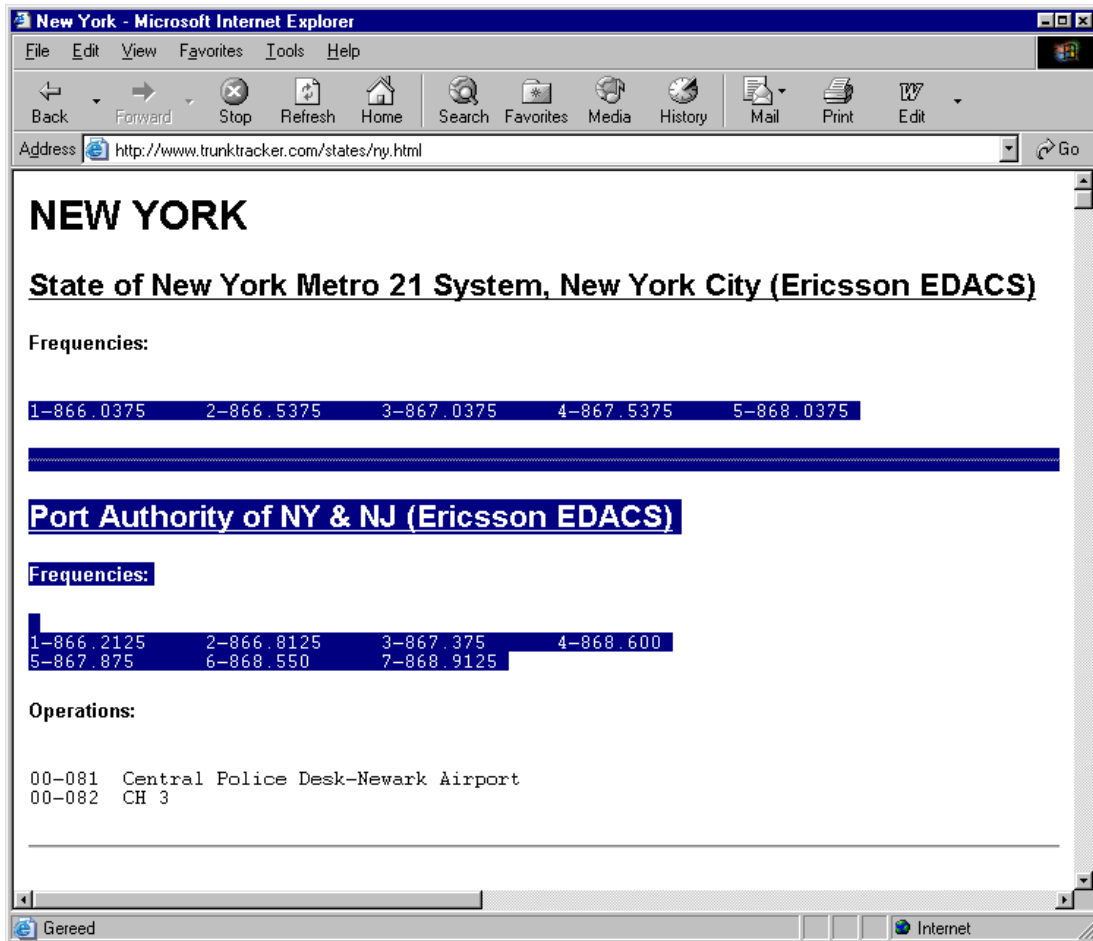 New York - Microsoft Internet Explorer
File Edit View Favorites Tools Help
Back Forward Stop Refresh Home Search Favorites Media History Mail Print Edit
Address http://www.trunktracker.com/states/ny.html Go
NEW YORK
State of New York Metro 21 System, New York City (Ericsson EDACS)
Frequencies:
1-866.0375 2-866.5375 3-867.0375 4-867.5375 5-868.0375
Port Authority of NY & NJ (Ericsson EDACS)
Frequencies:
1-866.2125 2-866.8125 3-867.375 4-868.600
5-867.875 6-868.550 7-868.9125
Operations:
00-081 Central Police Desk-Newark Airport
00-082 CH 3
Gereed Internet